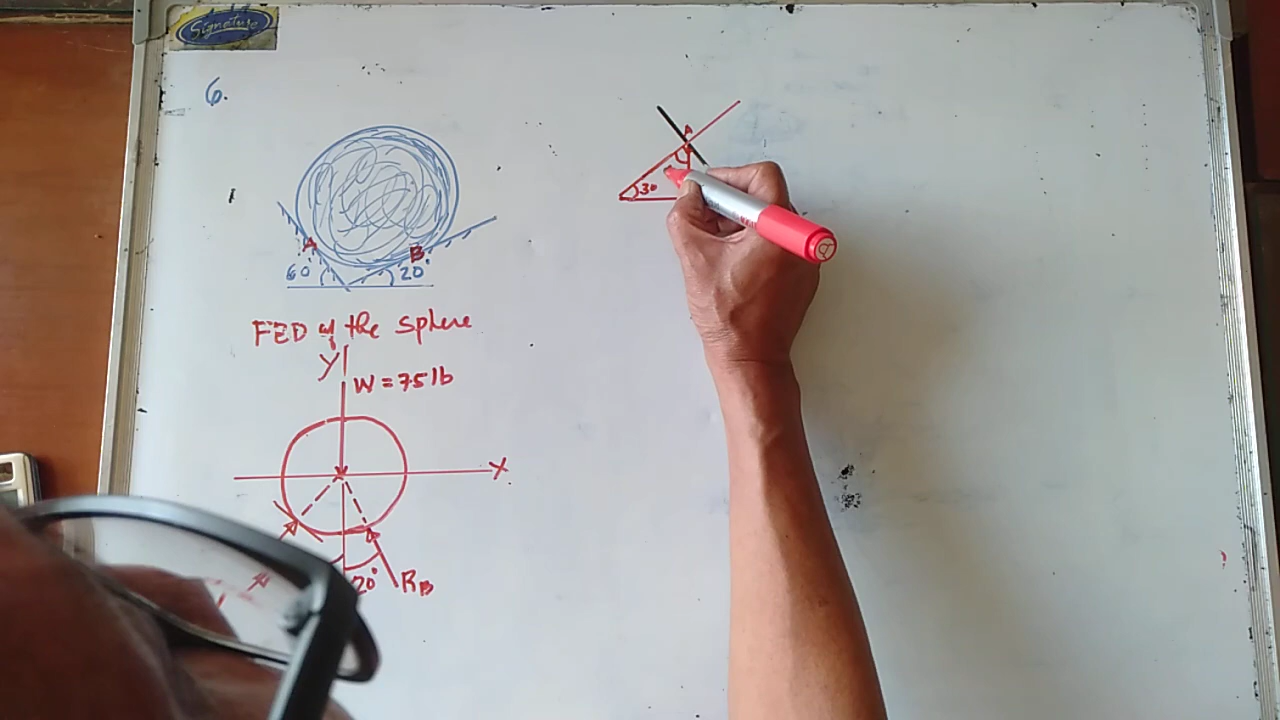 Signature
6.
A
B
60°
20°
FBD of the sphere
y
W = 75 lb
x
20°
RB
A
30